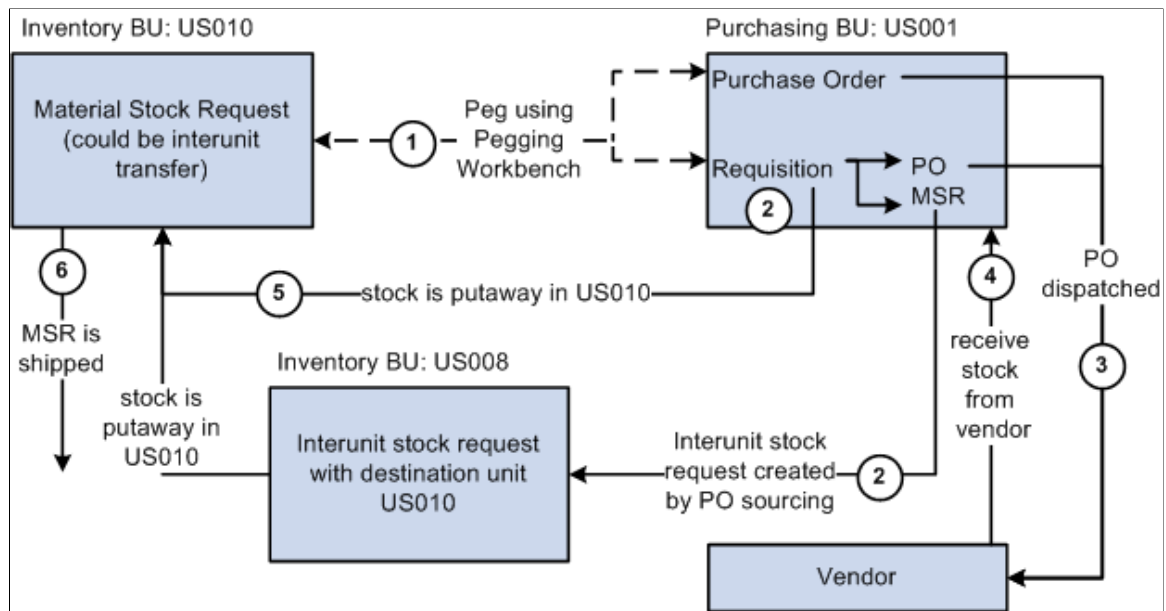 Inventory BU: US010
Purchasing BU: US001
Material Stock Request
(could be interunit
transfer)
1
Peg using
Pegging
Workbench
Purchase Order
Requisition
PO
MSR
2
6
MSR is
shipped
5
stock is putaway in US010
4
receive
stock
from
vendor
PO
dispatched
3
stock is
putaway in
US010
Inventory BU: US008
Interunit stock request
with destination unit
US010
Interunit stock
request created
by PO sourcing
2
Vendor